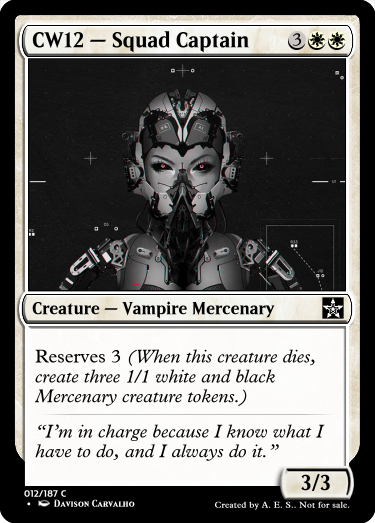 CW12 — Squad Captain 3
Creature — Vampire Mercenary
Reserves 3 (When this creature dies,
create three 1/1 white and black
Mercenary creature tokens.)
“I'm in charge because I know what I
have to do, and I always do it.”
3/3
012/187 C
• Davison Carvalho
Created by A. E. S.. Not for sale.